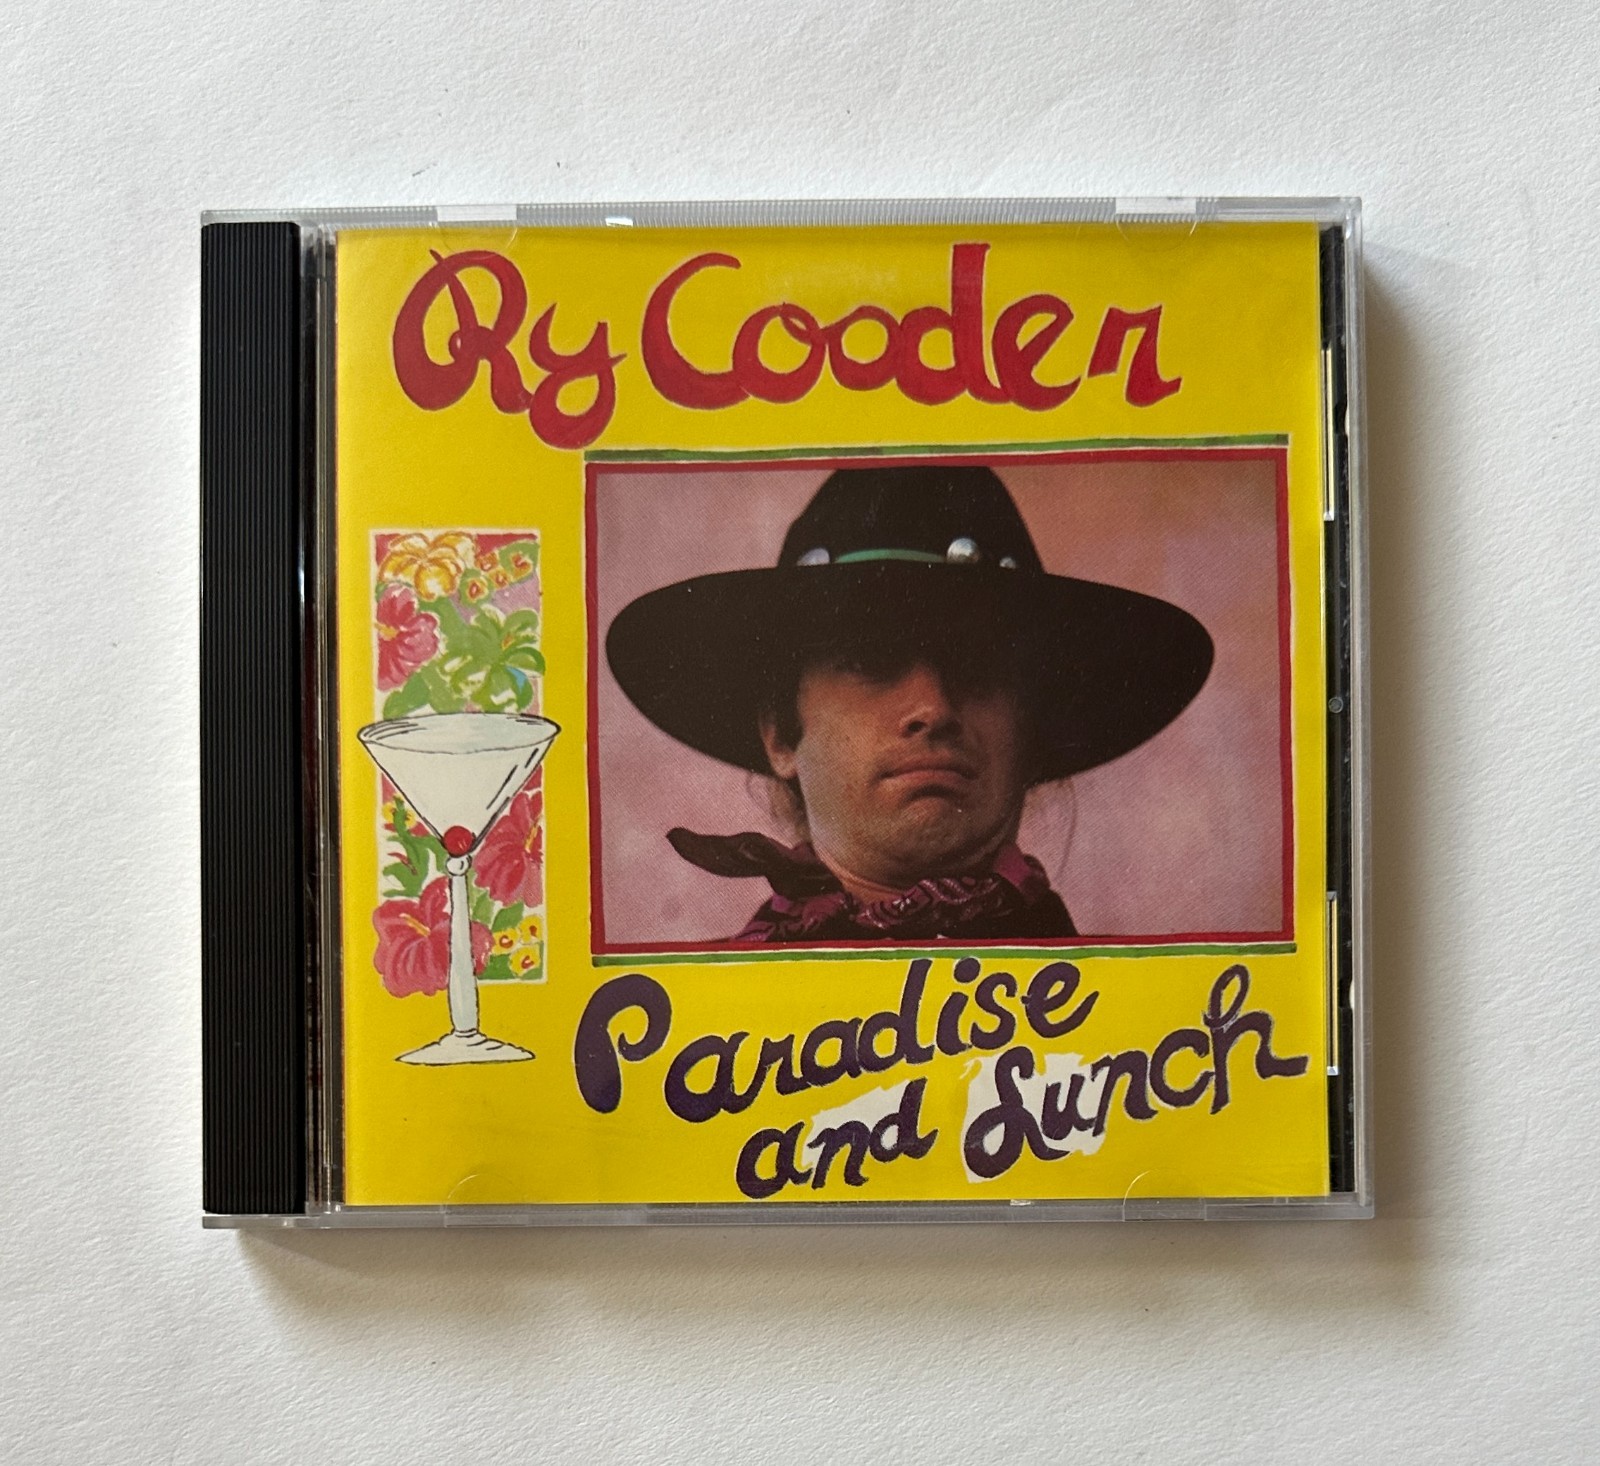 Ry Cooder
Paradise
and Lunch